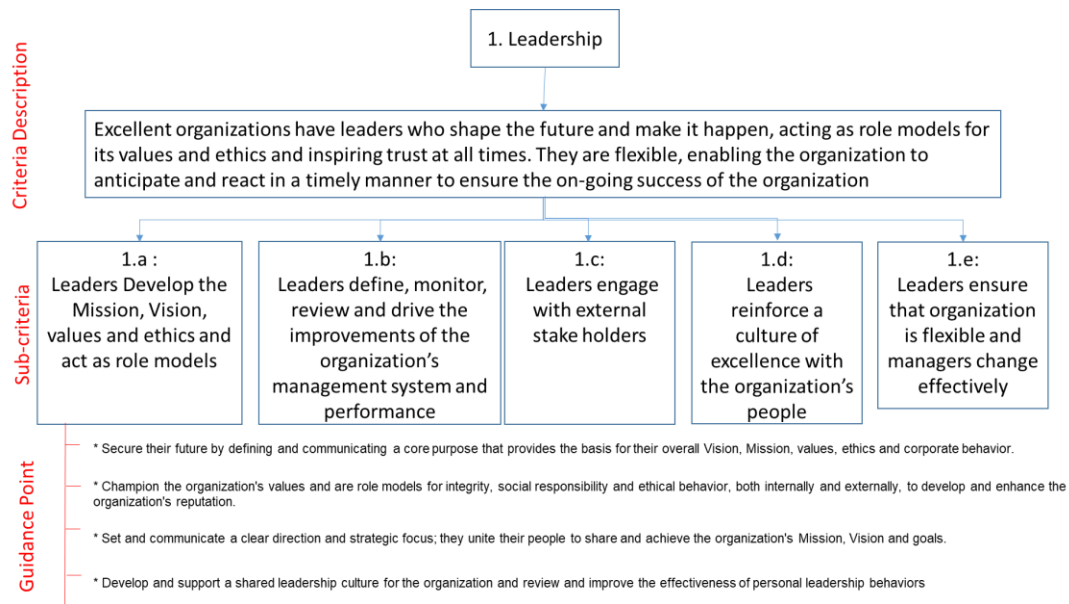 1. Leadership
Criteria Description
Excellent organizations have leaders who shape the future and make it happen, acting as role models for
its values and ethics and inspiring trust at all times. They are flexible, enabling the organization to
anticipate and react in a timely manner to ensure the on-going success of the organization
Sub-criteria
1.a :
Leaders Develop the
Mission, Vision,
values and ethics and
act as role models
1.b:
Leaders define, monitor,
review and drive the
improvements of the
organization's
management system and
performance
1.c:
Leaders engage
with external
stake holders
1.d:
Leaders
reinforce a
culture of
excellence with
the organization's
people
1.e:
Leaders ensure
that organization
is flexible and
managers change
effectively
Guidance Point
* Secure their future by defining and communicating a core purpose that provides the basis for their overall Vision, Mission, values, ethics and corporate behavior.
* Champion the organization's values and are role models for integrity, social responsibility and ethical behavior, both internally and externally, to develop and enhance the
organization's reputation.
* Set and communicate a clear direction and strategic focus; they unite their people to share and achieve the organization's Mission, Vision and goals.
* Develop and support a shared leadership culture for the organization and review and improve the effectiveness of personal leadership behaviors